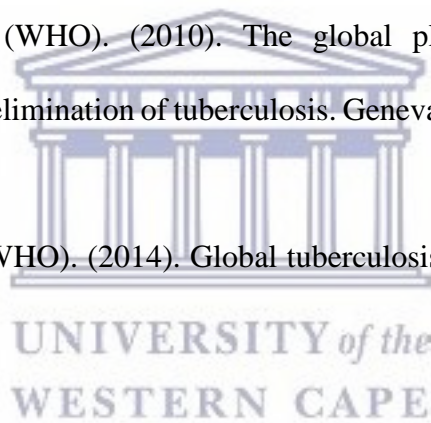 (WHO). (2010). The global pl
elimination of tuberculosis. Geneva
WHO). (2014). Global tuberculosis
UNIVERSITY of the
WESTERN CAPE